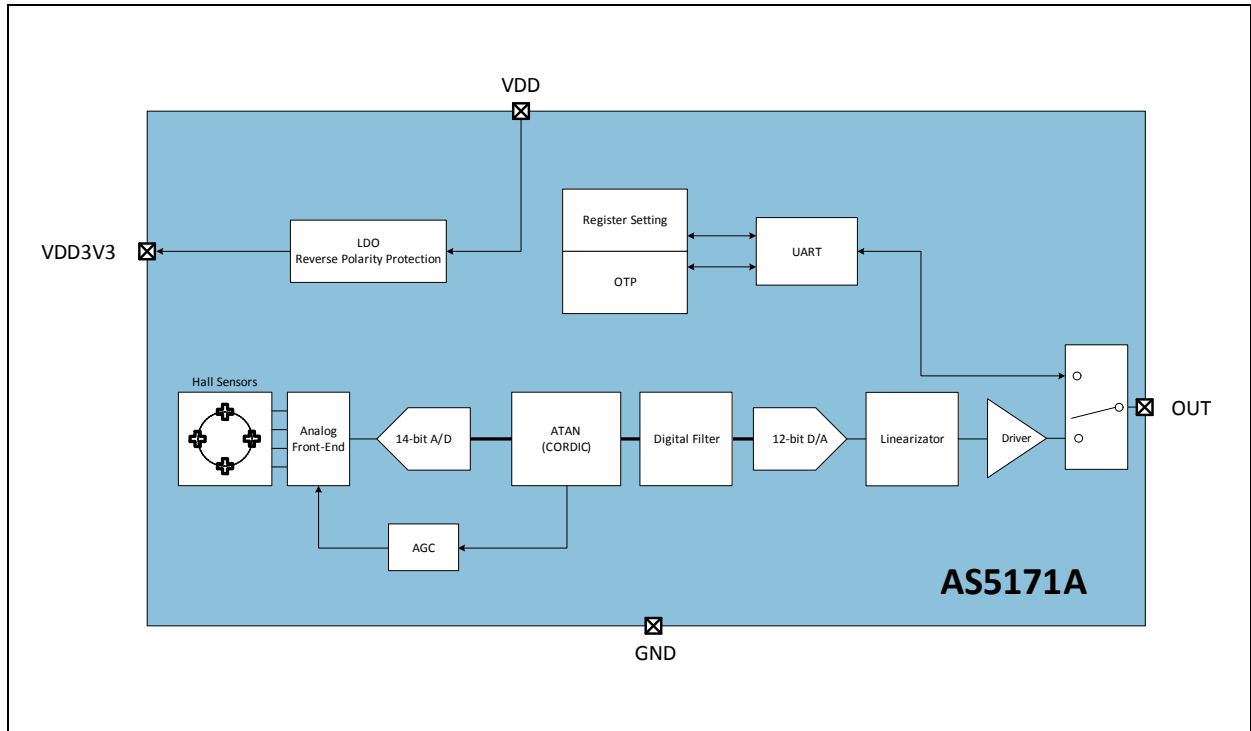 VDD
Register Setting
VDD3V3
LDO
Reverse Polarity Protection
UART
OTP
Hall Sensors
OUT
Analog
Front-End
14-bit A/D
ATAN
(CORDIC)
Digital Filter
12-bit D/A
Linearizator
Driver
AGC
AS5171A
GND